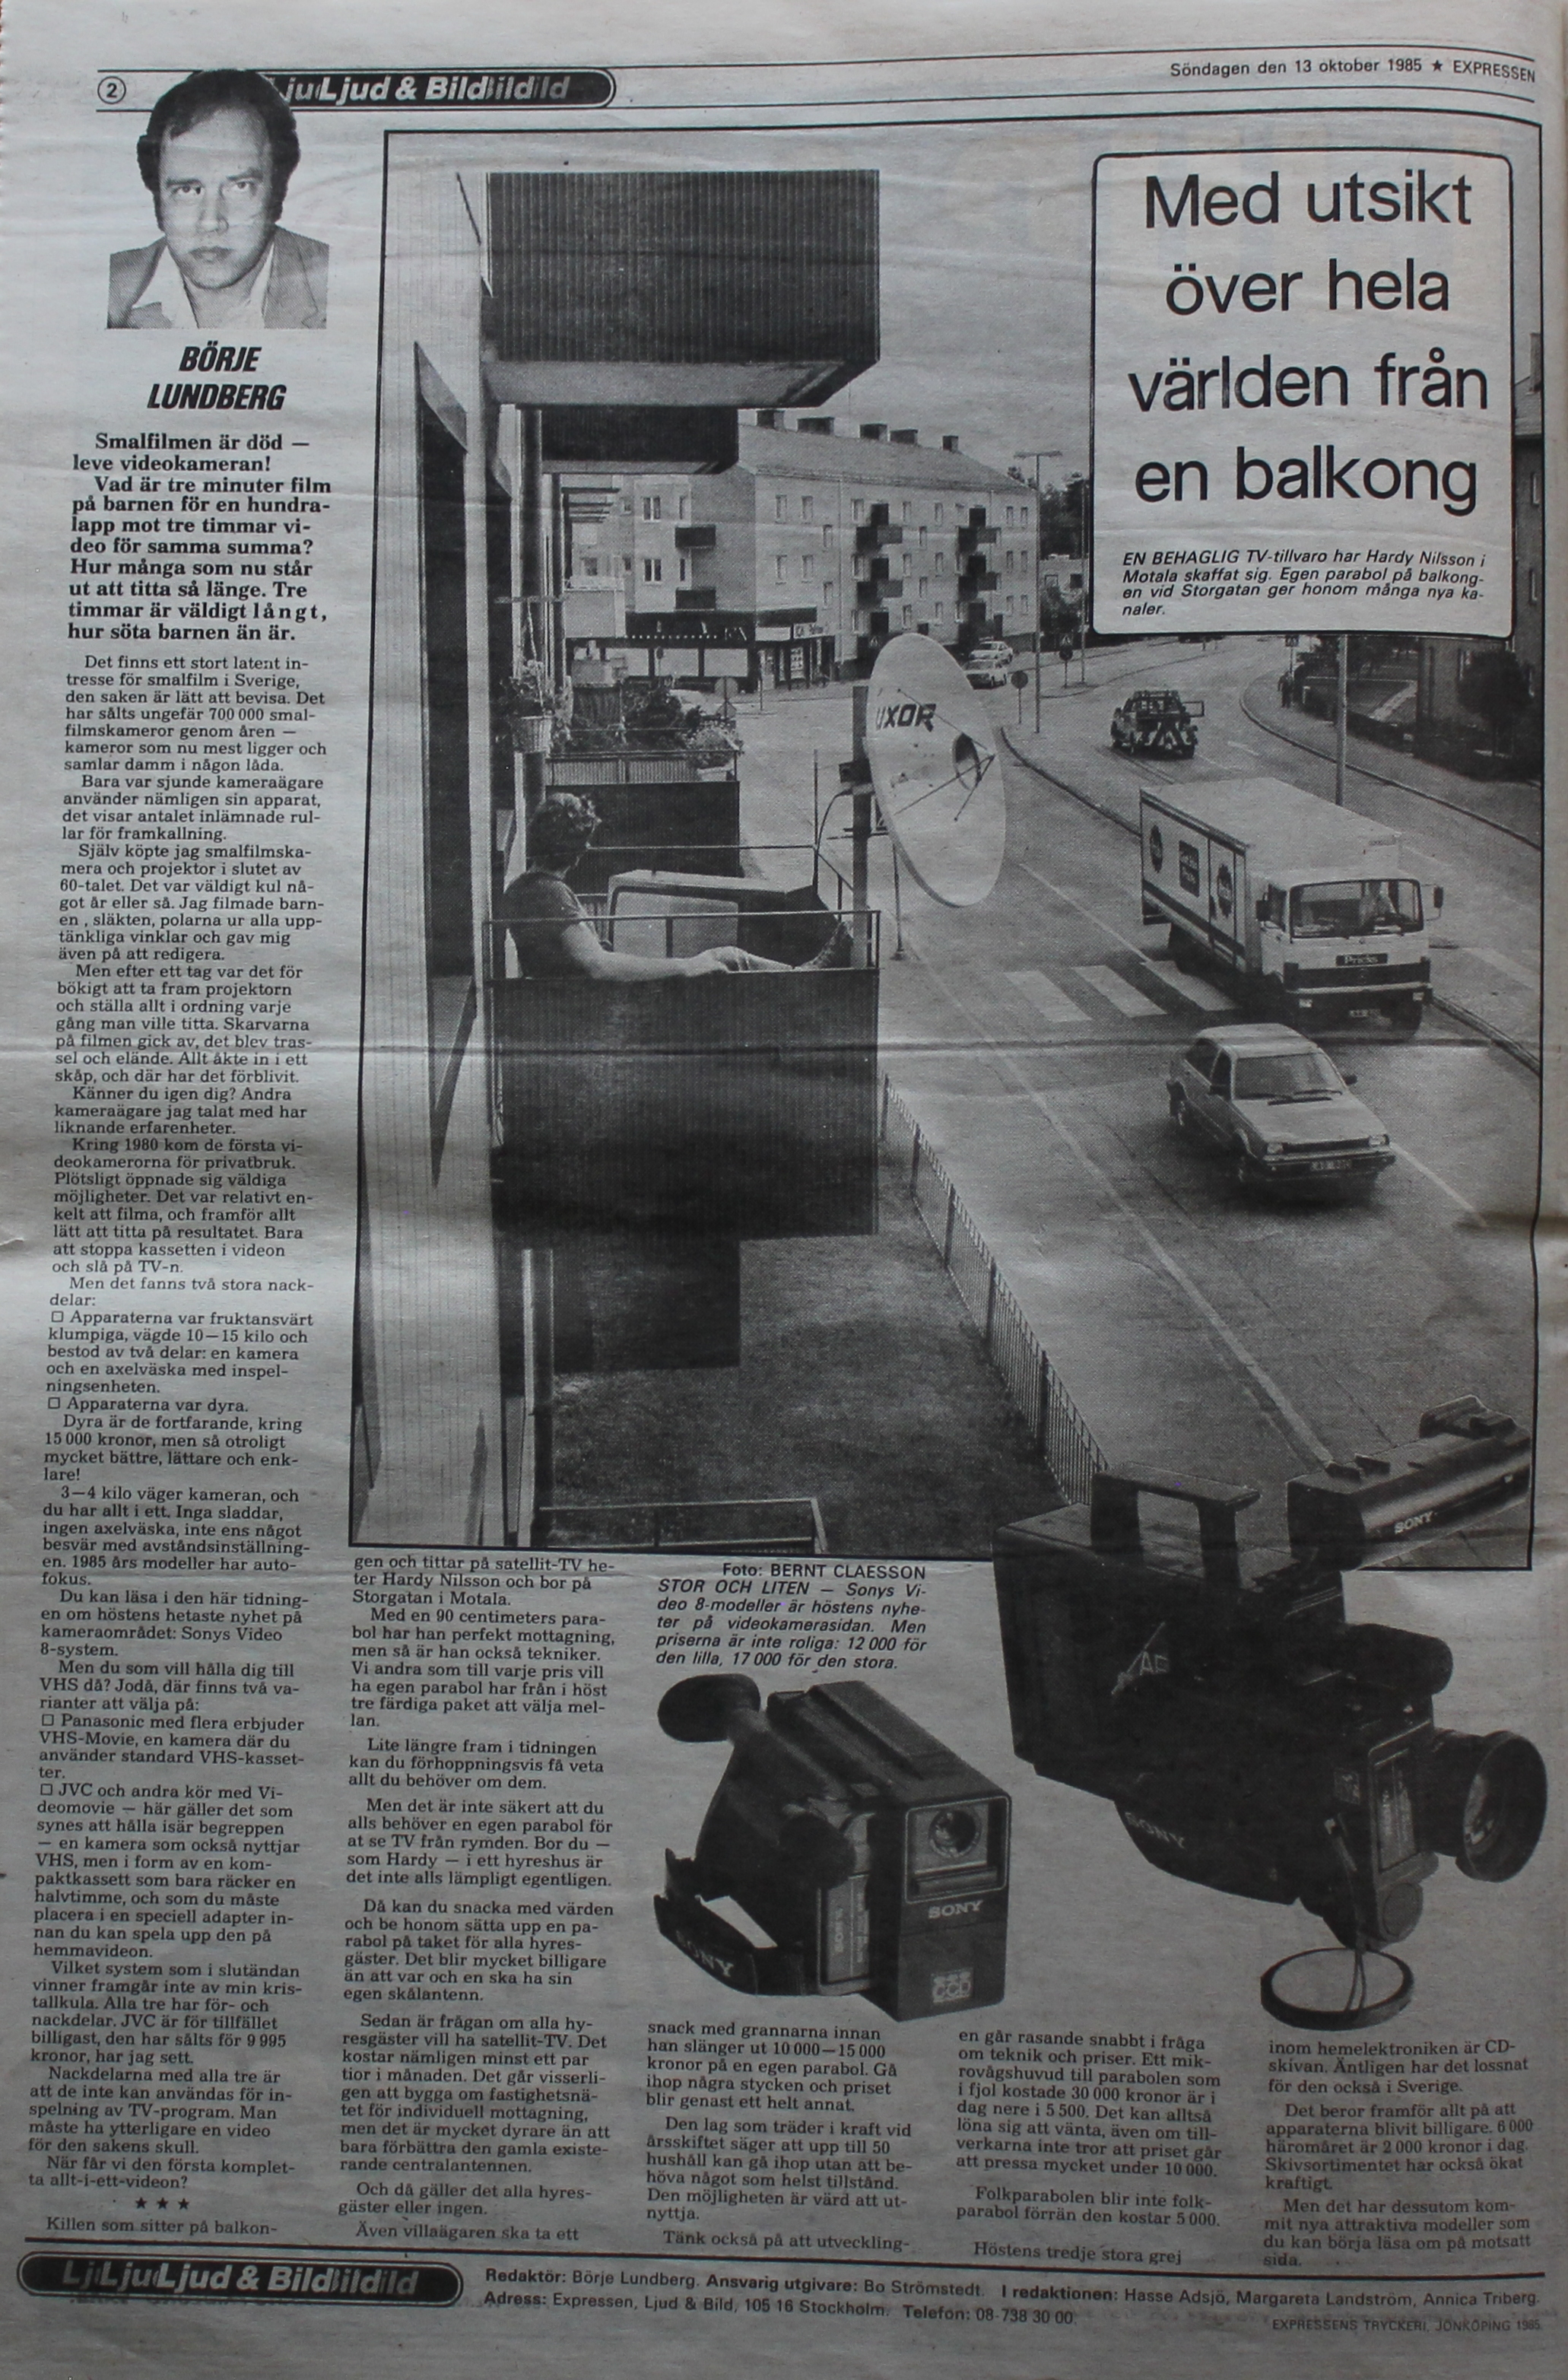 2
LjuLjud & Bildildild
Söndagen den 13 oktober 1985 ★ EXPRESSEN
BÖRJE
LUNDBERG
Smalfilmen är död —
leve videokameran!
Vad är tre minuter film
på barnen för en hundra-
lapp mot tre timmar vi-
deo för samma summa?
Hur många som nu står
ut att titta så länge. Tre
timmar är väldigt långt,
hur söta barnen än är.
Det finns ett stort latent in-
tresse för smalfilm i Sverige,
den saken är lätt att bevisa. Det
har sålts ungefär 700 000 smal-
filmskameror genom åren —
kameror som nu mest ligger och
samlar damm i någon låda.
Bara var sjunde kameraägare
använder nämligen sin apparat,
det visar antalet inlämnade rul-
lar för framkallning.
Själv köpte jag smalfilmska-
mera och projektor i slutet av
60-talet. Det var väldigt kul nå-
got år eller så. Jag filmade barn-
en , släkten, polarna ur alla upp-
tänkliga vinklar och gav mig
även på att redigera.
Men efter ett tag var det för
bökigt att ta fram projektorn
och ställa allt i ordning varje
gång man ville titta. Skarvarna
på filmen gick av, det blev tras-
sel och elände. Allt åkte in i ett
skåp, och där har det förblivit.
Känner du igen dig? Andra
kameraägare jag talat med har
liknande erfarenheter.
Kring 1980 kom de första vi-
deokamerorna för privatbruk.
Plötsligt öppnade sig väldiga
möjligheter. Det var relativt en-
kelt att filma, och framför allt
lätt att titta på resultatet. Bara
att stoppa kassetten i videon
och slå på TV-n.
Men det fanns två stora nack-
delar:
□ Apparaterna var fruktansvärt
klumpiga, vägde 10—15 kilo och
bestod av två delar: en kamera
och en axelväska med inspel-
ningsenheten.
□ Apparaterna var dyra.
Dyra är de fortfarande, kring
15 000 kronor, men så otroligt
mycket bättre, lättare och enk-
lare!
3—4 kilo väger kameran, och
du har allt i ett. Inga sladdar,
ingen axelväska, inte ens något
besvär med avståndsinställning-
en. 1985 års modeller har auto-
fokus.
Du kan läsa i den här tidning-
en om höstens hetaste nyhet på
kameraområdet: Sonys Video
8-system.
Men du som vill hålla dig till
VHS då? Jodå, där finns två va-
rianter att välja på:
□ Panasonic med flera erbjuder
VHS-Movie, en kamera där du
använder standard VHS-kasset-
ter.
□ JVC och andra kör med Vi-
deomovie — här gäller det som
synes att hålla isär begreppen
— en kamera som också nyttjar
VHS, men i form av en kom-
paktkassett som bara räcker en
halvtimme, och som du måste
placera i en speciell adapter in-
nan du kan spela upp den på
hemmavideon.
Vilket system som i slutändan
vinner framgår inte av min kris-
tallkula. Alla tre har för- och
nackdelar. JVC är för tillfället
billigast, den har sålts för 9 995
kronor, har jag sett.
Nackdelarna med alla tre är
att de inte kan användas för in-
spelning av TV-program. Man
måste ha ytterligare en video
för den sakens skull.
När får vi den första komplet-
ta allt-i-ett-videon?
★ ★ ★
Killen som sitter på balkon-
Med utsikt
över hela
världen från
en balkong
EN BEHAGLIG TV-tillvaro har Hardy Nilsson i
Motala skaffat sig. Egen parabol på balkong-
en vid Storgatan ger honom många nya ka-
naler.
UXOR
Pricks
SONY
gen och tittar på satellit-TV he-
ter Hardy Nilsson och bor på
Storgatan i Motala.
Med en 90 centimeters para-
bol har han perfekt mottagning,
men så är han också tekniker.
Vi andra som till varje pris vill
ha egen parabol har från i höst
tre färdiga paket att välja mel-
lan.
Lite längre fram i tidningen
kan du förhoppningsvis få veta
allt du behöver om dem.
Men det är inte säkert att du
alls behöver en egen parabol för
at se TV från rymden. Bor du —
som Hardy — i ett hyreshus är
det inte alls lämpligt egentligen.
Då kan du snacka med värden
och be honom sätta upp en pa-
rabol på taket för alla hyres-
gäster. Det blir mycket billigare
än att var och en ska ha sin
egen skålantenn.
Sedan är frågan om alla hy-
resgäster vill ha satellit-TV. Det
kostar nämligen minst ett par
tior i månaden. Det går visserli-
gen att bygga om fastighetsnä-
tet för individuell mottagning,
men det är mycket dyrare än att
bara förbättra den gamla existe-
rande centralantennen.
Och då gäller det alla hyres-
gäster eller ingen.
Även villaägaren ska ta ett
Foto: BERNT CLAESSON
STOR OCH LITEN — Sonys Vi-
deo 8-modeller är höstens nyhe-
ter på videokamerasidan. Men
priserna är inte roliga: 12 000 för
den lilla, 17 000 för den stora.
AF
SONY
SONY
SONY
CCD
snack med grannarna innan
han slänger ut 10 000—15 000
kronor på en egen parabol. Gå
ihop några stycken och priset
blir genast ett helt annat.
Den lag som träder i kraft vid
årsskiftet säger att upp till 50
hushåll kan gå ihop utan att be-
höva något som helst tillstånd.
Den möjligheten är värd att ut-
nyttja.
Tänk också på att utveckling-
en går rasande snabbt i fråga
om teknik och priser. Ett mik-
rovågshuvud till parabolen som
i fjol kostade 30 000 kronor är i
dag nere i 5 500. Det kan alltså
löna sig att vänta, även om till-
verkarna inte tror att priset går
att pressa mycket under 10 000.
Folkparabolen blir inte folk-
parabol förrän den kostar 5 000.
Höstens tredje stora grej
inom hemelektroniken är CD-
skivan. Äntligen har det lossnat
för den också i Sverige.
Det beror framför allt på att
apparaterna blivit billigare. 6 000
häromåret är 2 000 kronor i dag.
Skivsortimentet har också ökat
kraftigt.
Men det har dessutom kom-
mit nya attraktiva modeller som
du kan börja läsa om på motsatt
sida.
LjLjuLjud & Bildildild
Redaktör: Börje Lundberg. Ansvarig utgivare: Bo Strömstedt. I redaktionen: Hasse Adsjö, Margareta Landström, Annica Triberg.
Adress: Expressen, Ljud & Bild, 105 16 Stockholm. Telefon: 08-738 30 00.
EXPRESSENS TRYCKERI, JÖNKÖPING 1985